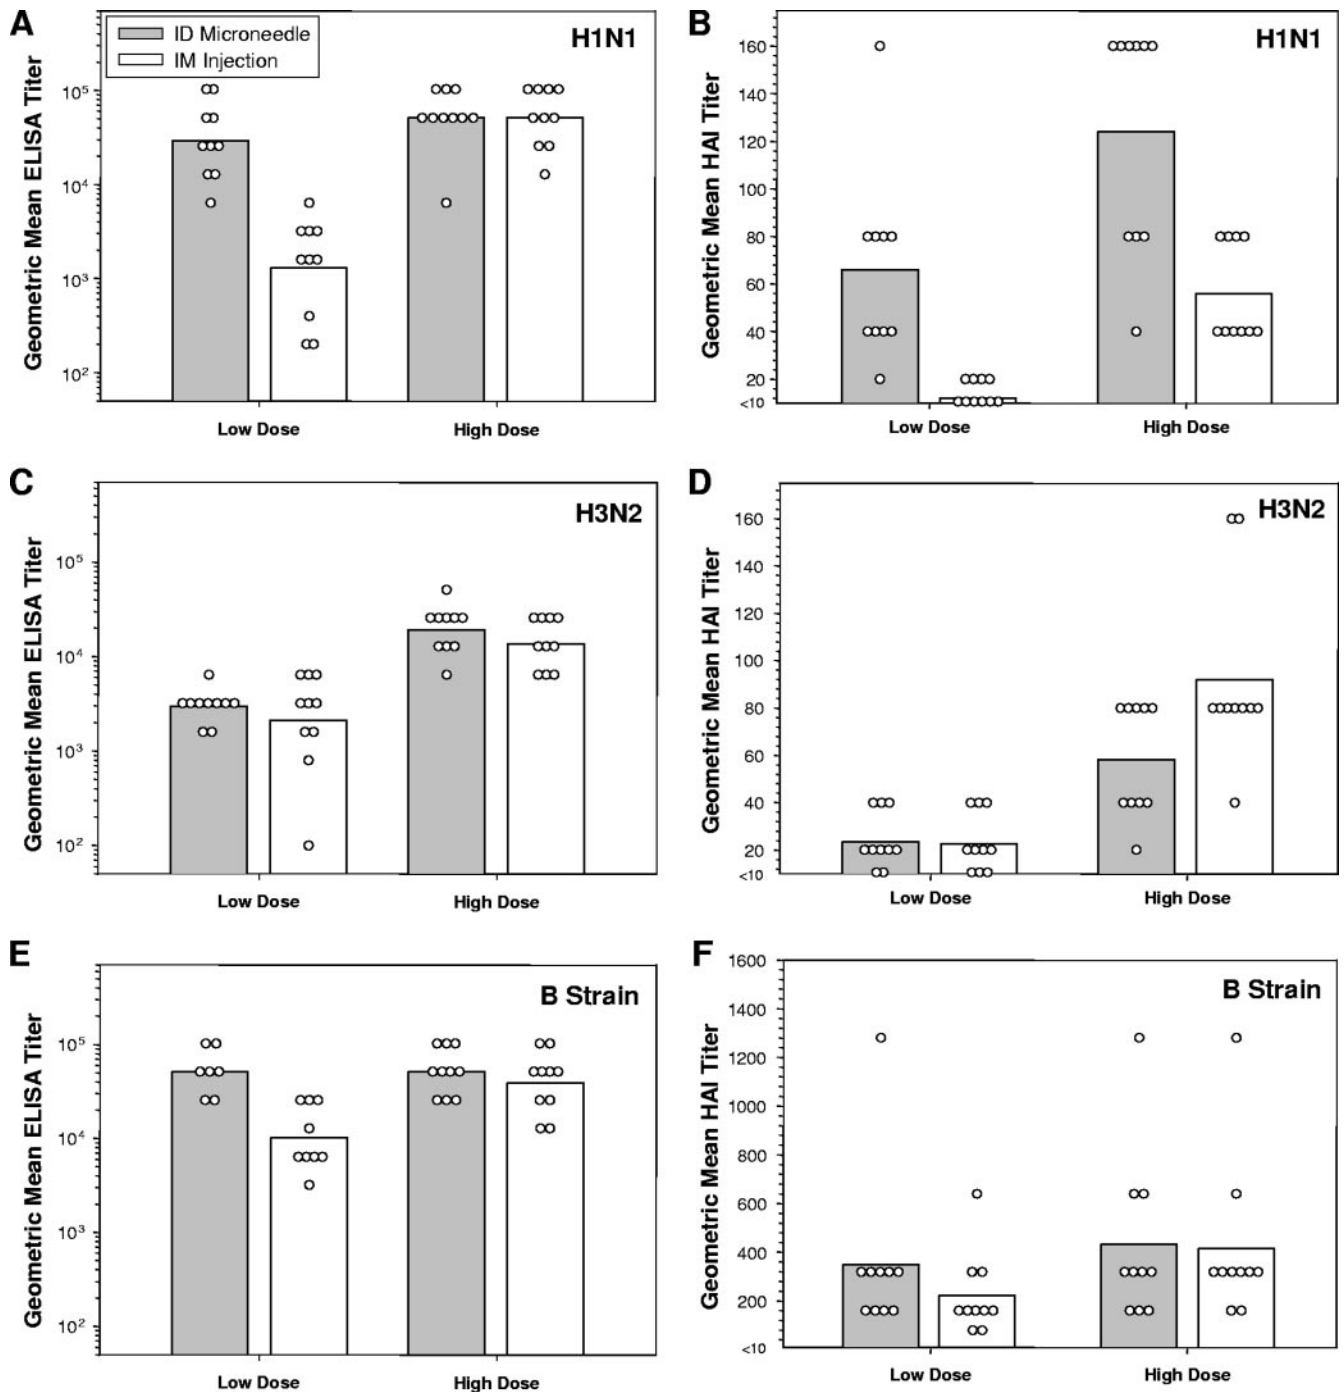 A
ID Microneedle
IM Injection
H1N1
Geometric Mean ELISA Titer
10⁵
10⁴
10³
10²
Low Dose
High Dose
B
H1N1
Geometric Mean HAI Titer
160
140
120
100
80
60
40
20
<10
Low Dose
High Dose
C
H3N2
Geometric Mean ELISA Titer
10⁵
10⁴
10³
10²
Low Dose
High Dose
D
H3N2
Geometric Mean HAI Titer
160
140
120
100
80
60
40
20
<10
Low Dose
High Dose
E
B Strain
Geometric Mean ELISA Titer
10⁵
10⁴
10³
10²
Low Dose
High Dose
F
B Strain
Geometric Mean HAI Titer
1600
1400
1200
1000
800
600
400
200
<10
Low Dose
High Dose